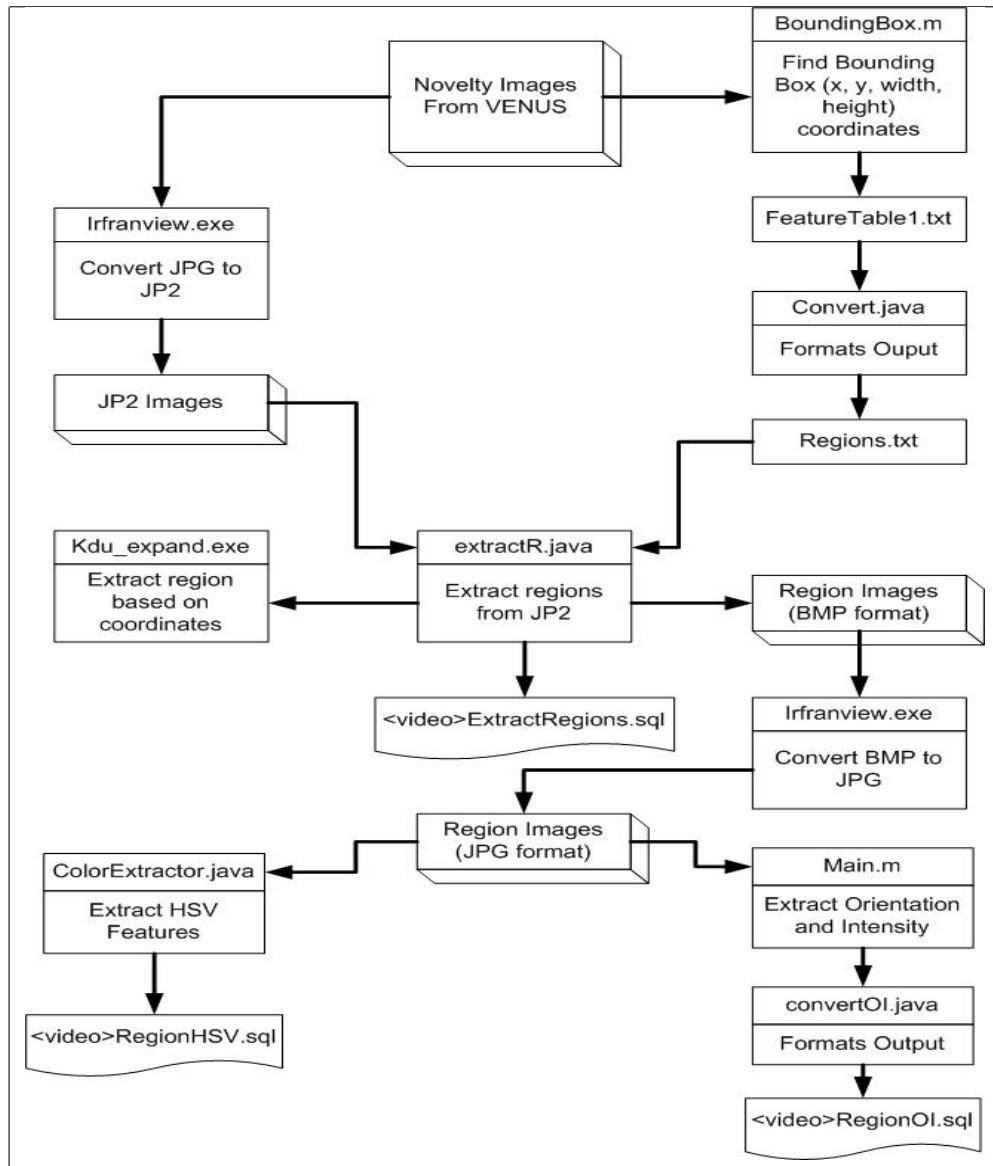 BoundingBox.m
Find Bounding
Box (x, y, width,
height)
coordinates
Novelty Images
From VENUS
Irfranview.exe
Convert JPG to
JP2
FeatureTable1.txt
Convert.java
Formats Ouput
JP2 Images
Regions.txt
Kdu_expand.exe
Extract region
based on
coordinates
extractR.java
Extract regions
from JP2
Region Images
(BMP format)
<video>ExtractRegions.sql
Irfranview.exe
Convert BMP to
JPG
Region Images
(JPG format)
ColorExtractor.java
Extract HSV
Features
Main.m
Extract Orientation
and Intensity
<video>RegionHSV.sql
convertOI.java
Formats Output
<video>RegionOI.sql